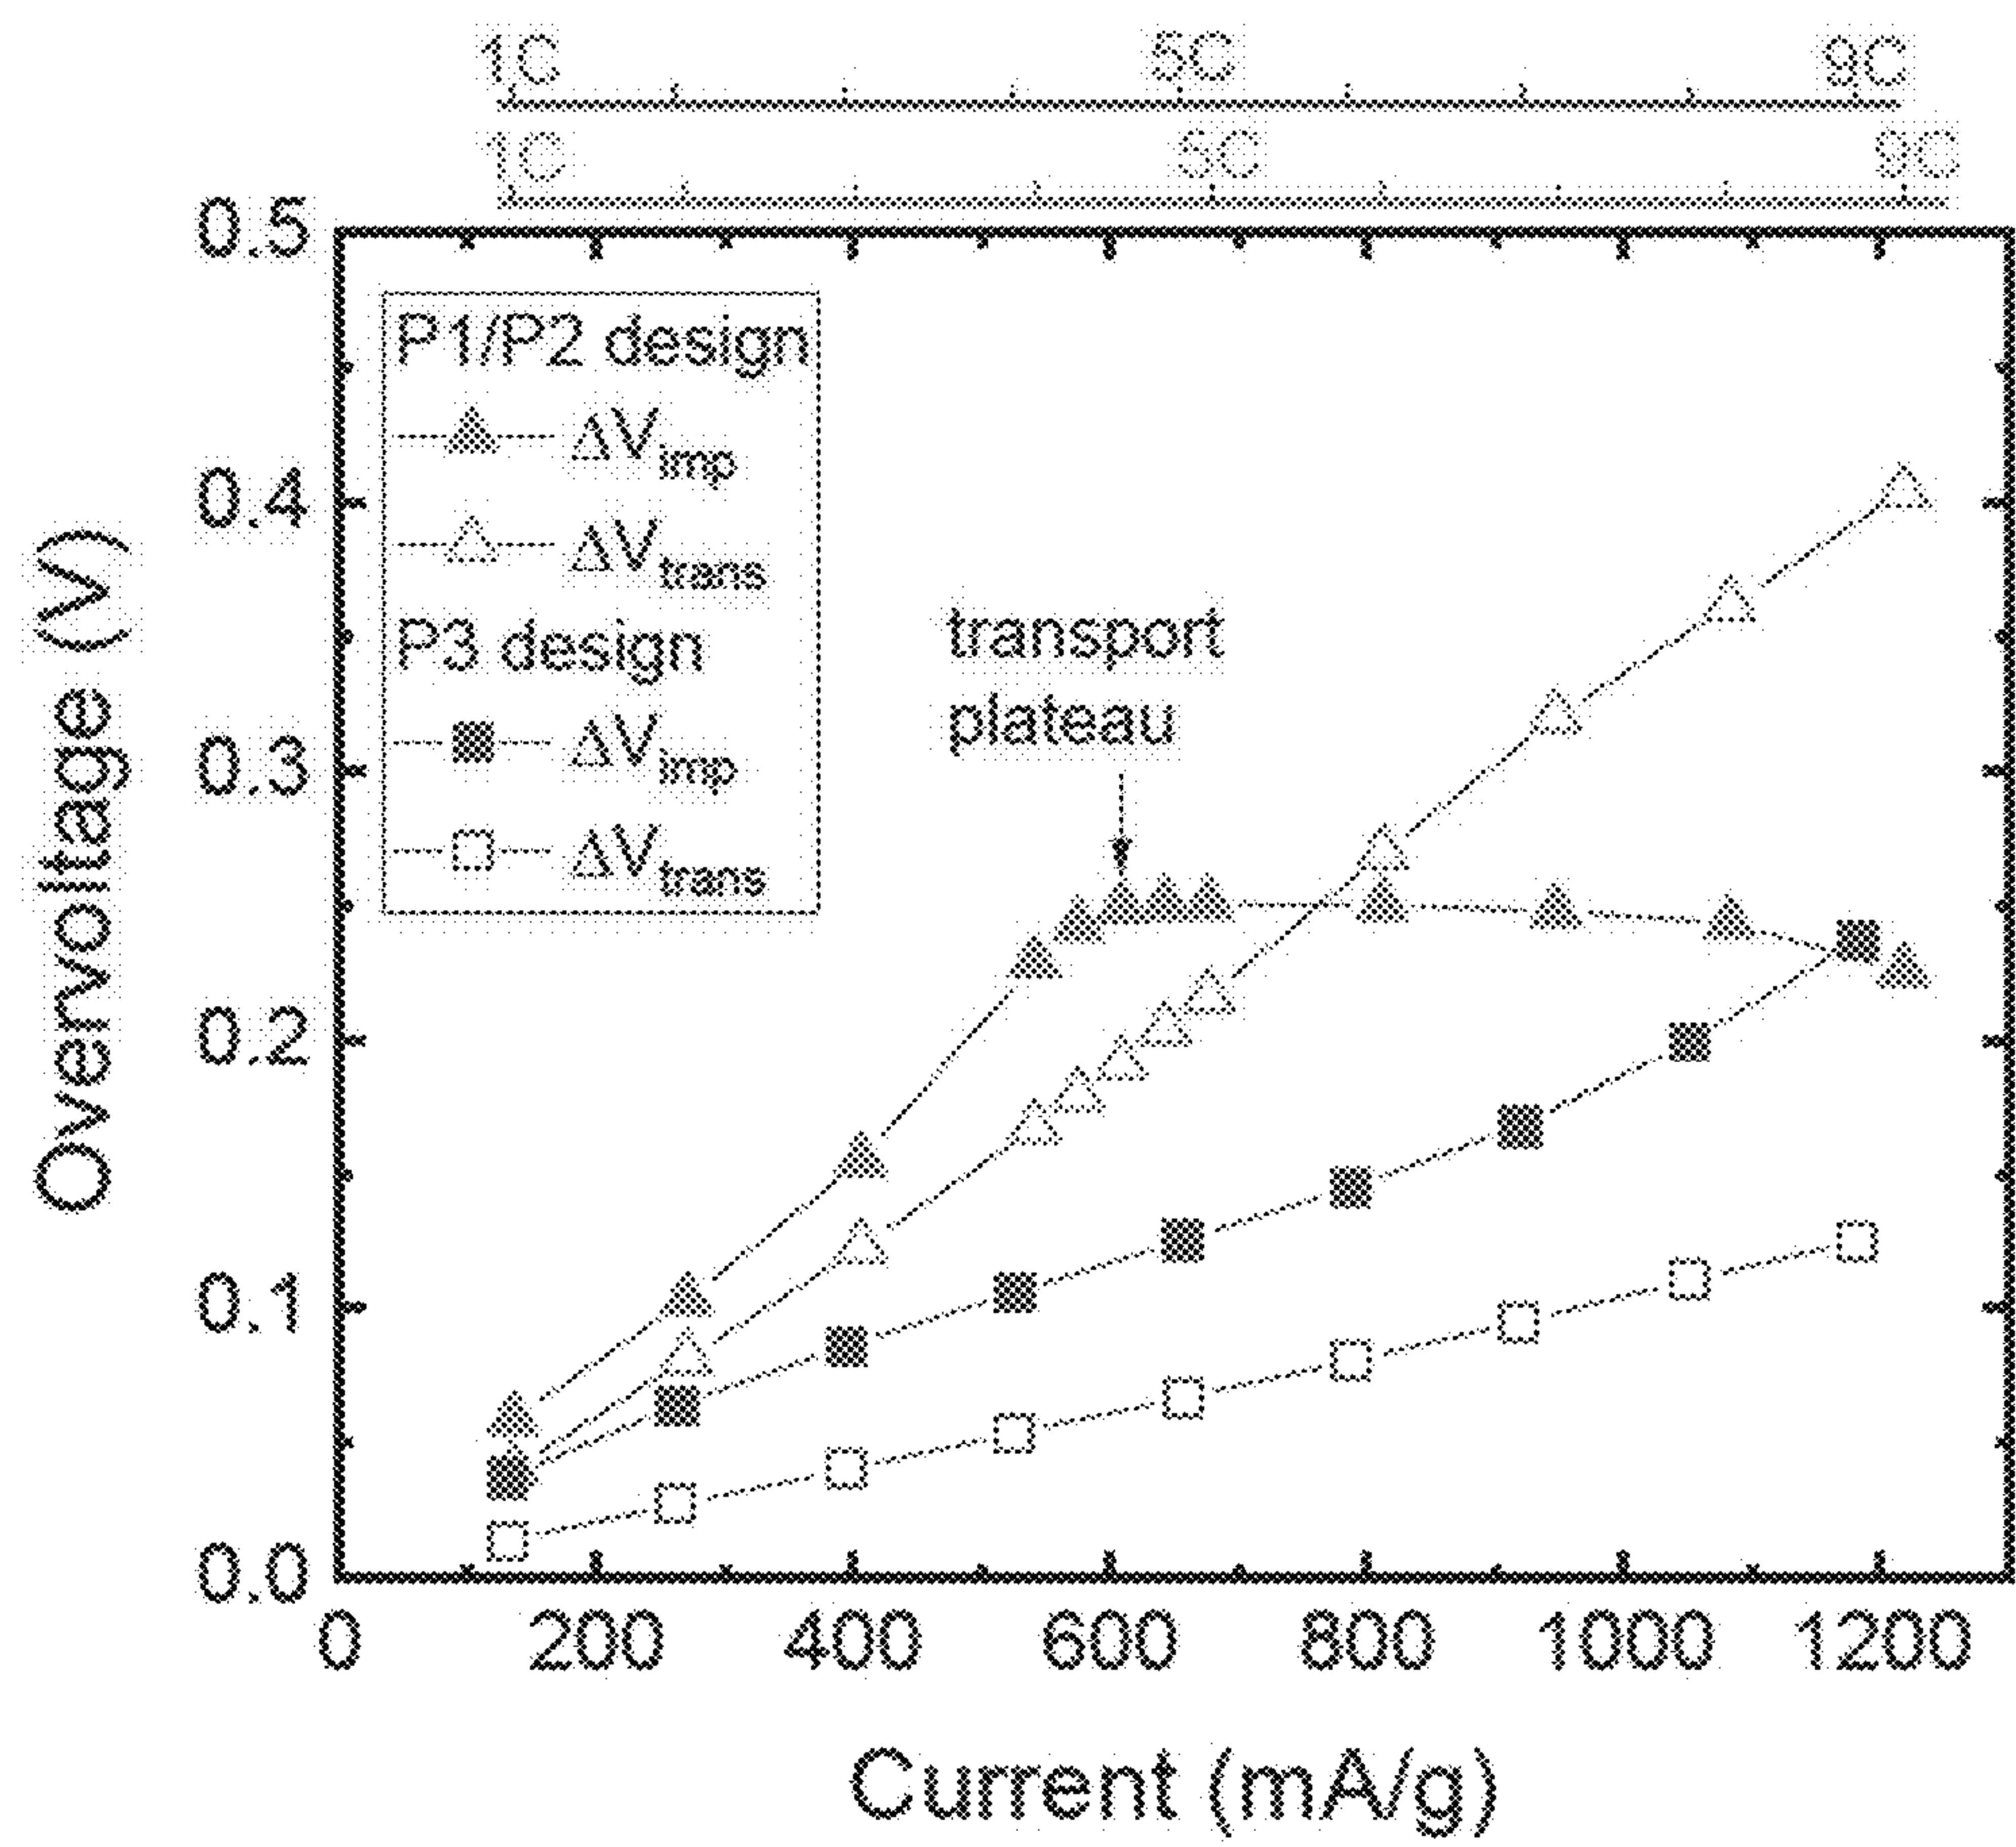 1C 5C 9C
1C 5C 9C
0.5
0.4
0.3
0.2
0.1
0.0
Overvoltage (V)
P1/P2 design
ΔVimp
ΔVtrans
P3 design
ΔVimp
ΔVtrans
transport
plateau
0 200 400 600 800 1000 1200
Current (mA/g)